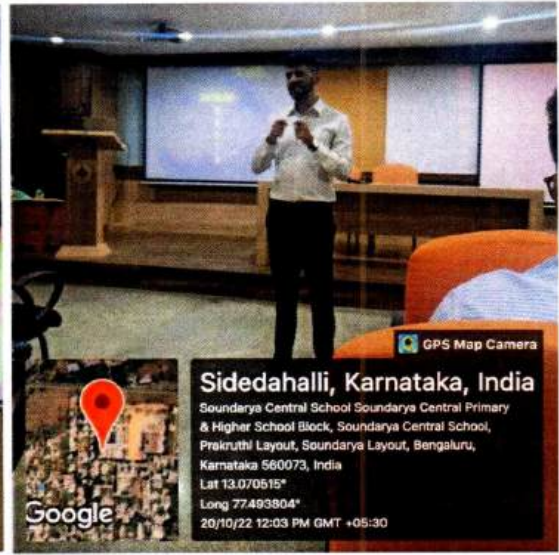 GPS Map Camera
Sidedahalli, Karnataka, India
Soundarya Central School Soundarya Central Primary
& Higher School Block, Soundarya Central School,
Prakruthi Layout, Soundarya Layout, Bengaluru,
Karnataka 560073, India
Lat 13.070515°
Long 77.493804°
20/10/22 12:03 PM GMT +05:30
Google